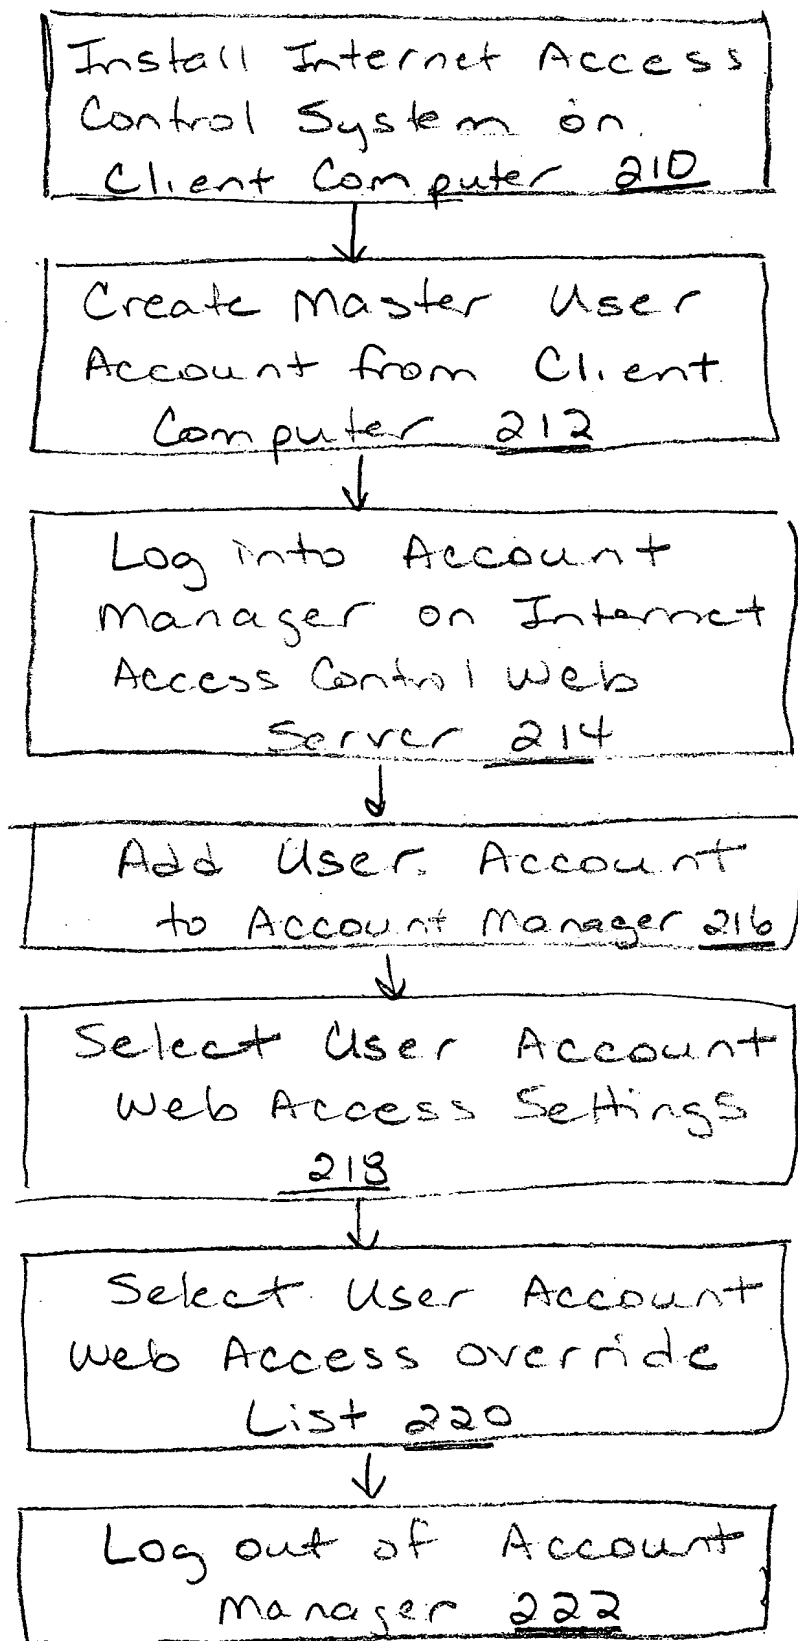 Install Internet Access
Control System on
Client Computer 210
Create Master User
Account from Client
Computer 212
Log into Account
Manager on Internet
Access Control Web
Server 214
Add User Account
to Account Manager 216
Select User Account
Web Access Settings
218
Select User Account
Web Access Override
List 220
Log out of Account
Manager 222